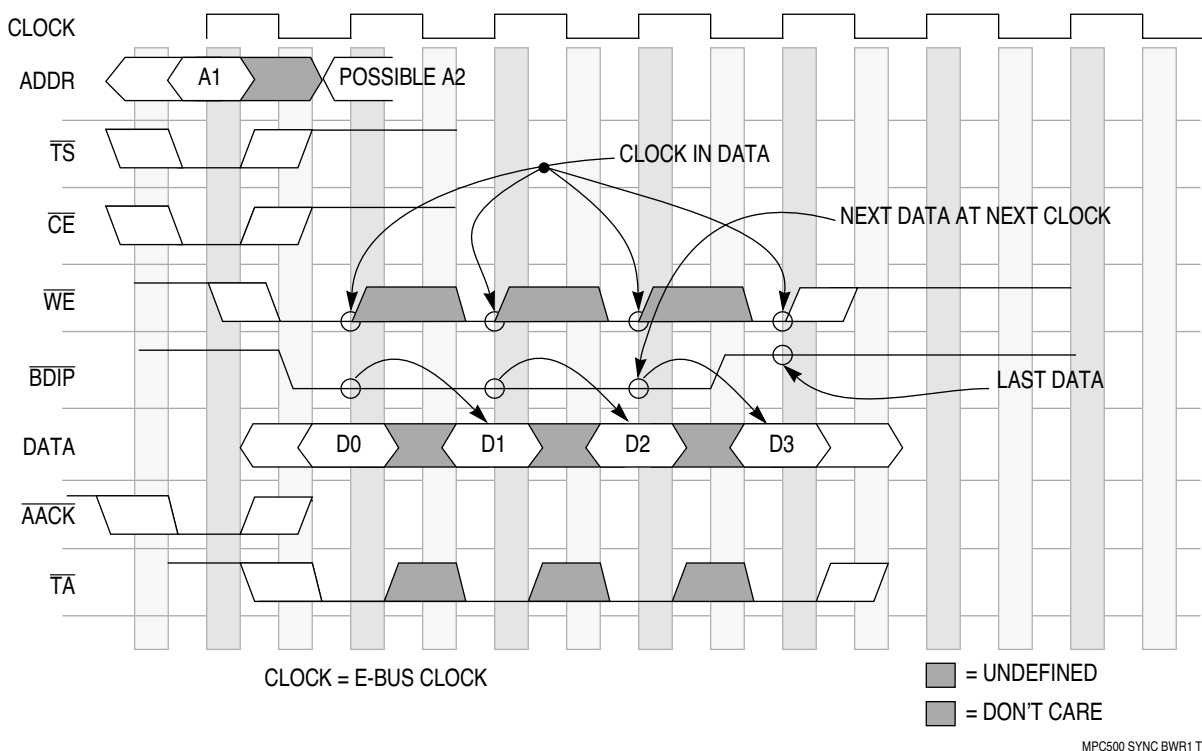 CLOCK
ADDR
A1
POSSIBLE A2
TS
CLOCK IN DATA
CE
NEXT DATA AT NEXT CLOCK
WE
BDIP
LAST DATA
DATA
D0
D1
D2
D3
AACK
TA
CLOCK = E-BUS CLOCK
= UNDEFINED
= DON'T CARE
MPC500 SYNC BWR1 T